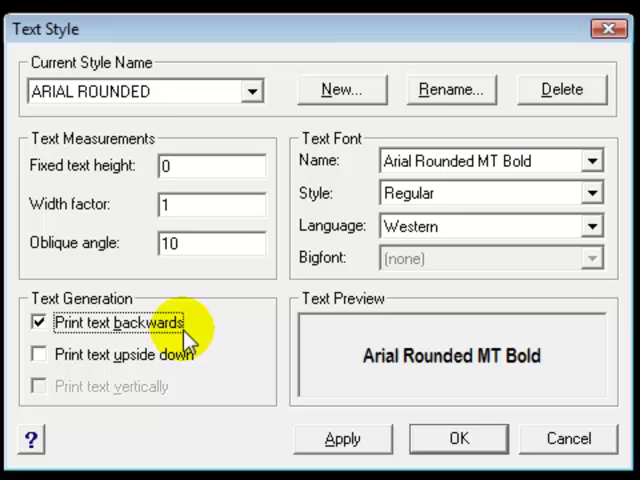 Text Style
Current Style Name
ARIAL ROUNDED New... Rename... Delete
Text Measurements
Fixed text height: 0
Width factor: 1
Oblique angle: 10
Text Font
Name: Arial Rounded MT Bold
Style: Regular
Language: Western
Bigfont: (none)
Text Generation
Print text backwards
Print text upside down
Print text vertically
Text Preview
Arial Rounded MT Bold
? Apply OK Cancel